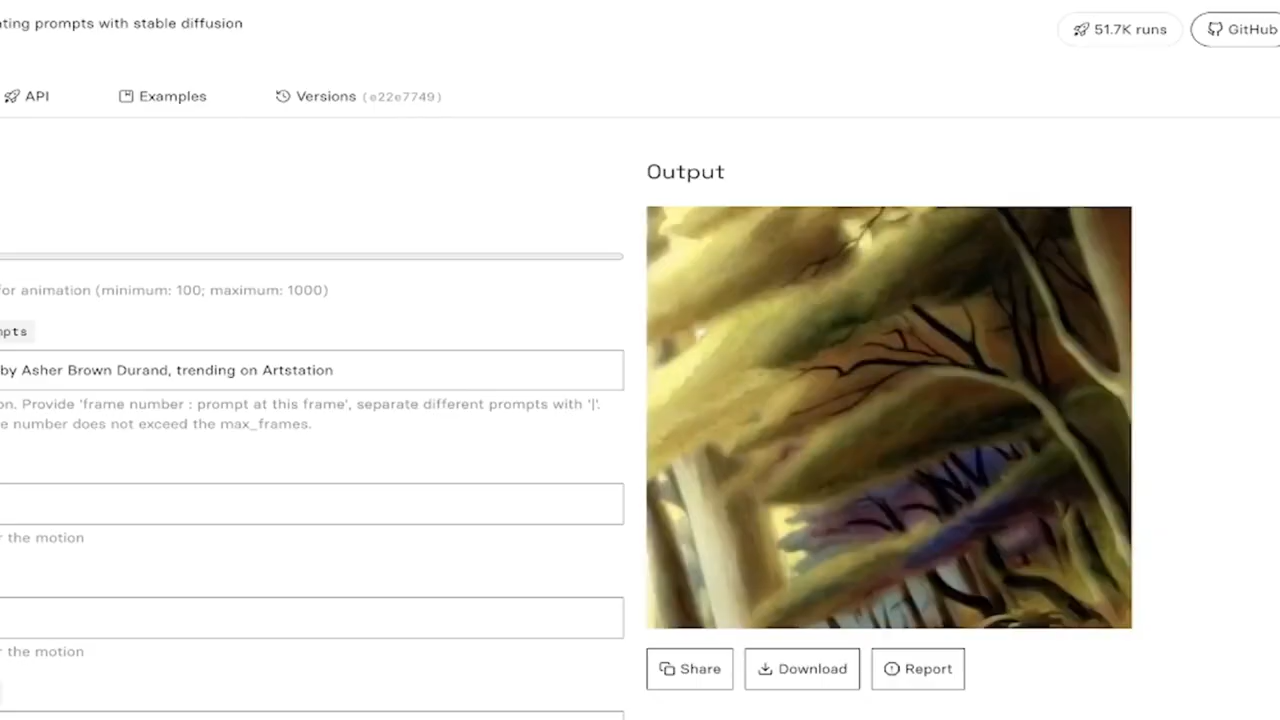 ting prompts with stable diffusion
51.7K runs
GitHub
API
Examples
Versions (e22e7749)
Output
for animation (minimum: 100; maximum: 1000)
by Asher Brown Durand, trending on Artstation
on. Provide 'frame number : prompt at this frame', separate different prompts with '|'.
e number does not exceed the max_frames.
the motion
the motion
Share
Download
Report